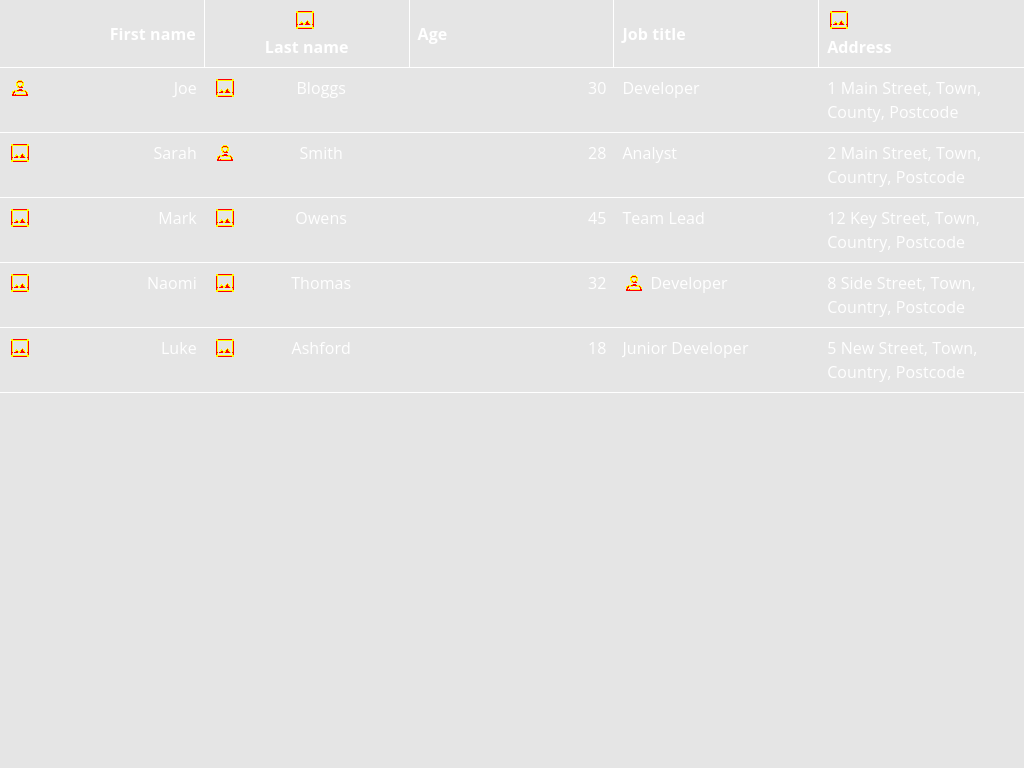 First name Last name Age Job title Address
Joe Bloggs 30 Developer 1 Main Street, Town,
County, Postcode
Sarah Smith 28 Analyst 2 Main Street, Town,
Country, Postcode
Mark Owens 45 Team Lead 12 Key Street, Town,
Country, Postcode
Naomi Thomas 32 Developer 8 Side Street, Town,
Country, Postcode
Luke Ashford 18 Junior Developer 5 New Street, Town,
Country, Postcode